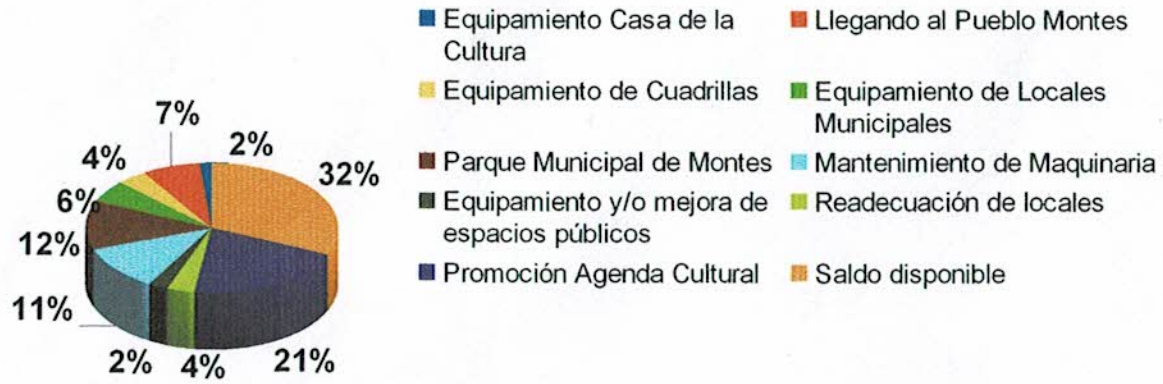 Equipamiento Casa de la
Cultura
Llegando al Pueblo Montes
Equipamiento de Cuadrillas
Equipamiento de Locales
Municipales
Parque Municipal de Montes
Mantenimiento de Maquinaria
Equipamiento y/o mejora de
espacios públicos
Readecuación de locales
Promoción Agenda Cultural
Saldo disponible
7%
2%
4%
32%
6%
12%
11%
2%
4%
21%